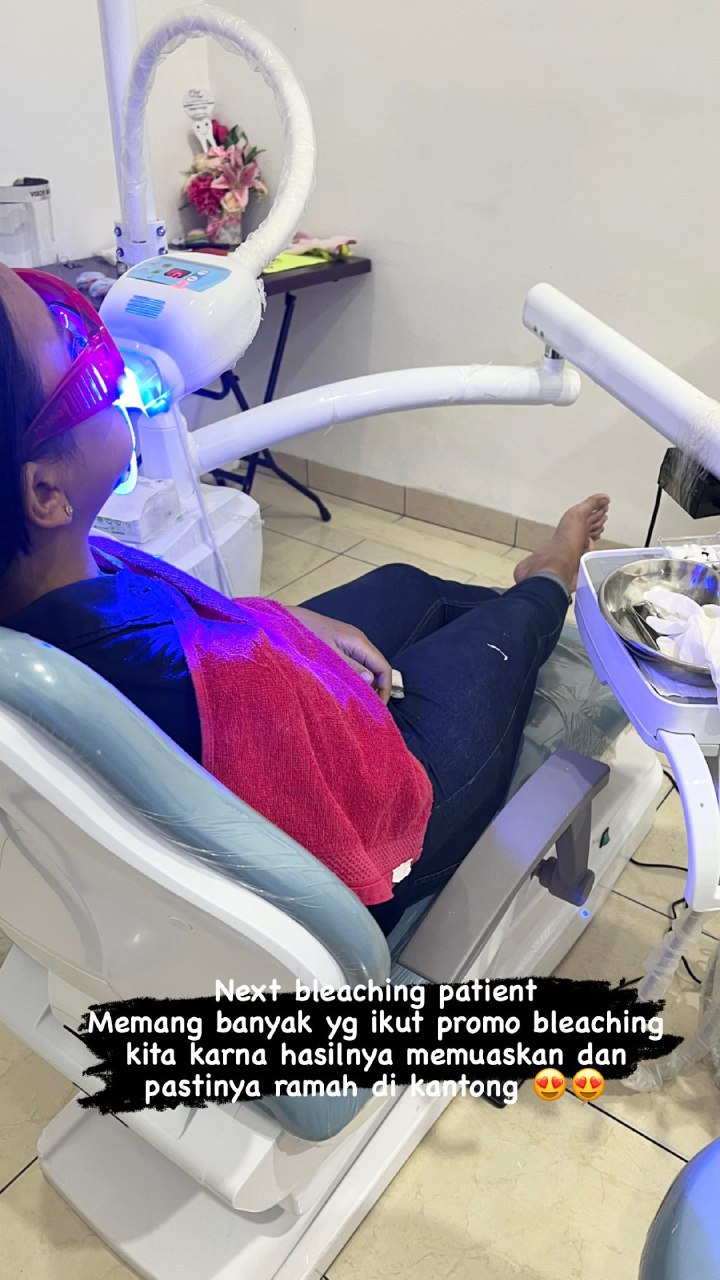 Next bleaching patient
Memang banyak yg ikut promo bleaching
kita karna hasilnya memuaskan dan
pastinya ramah di kantong 😍😍